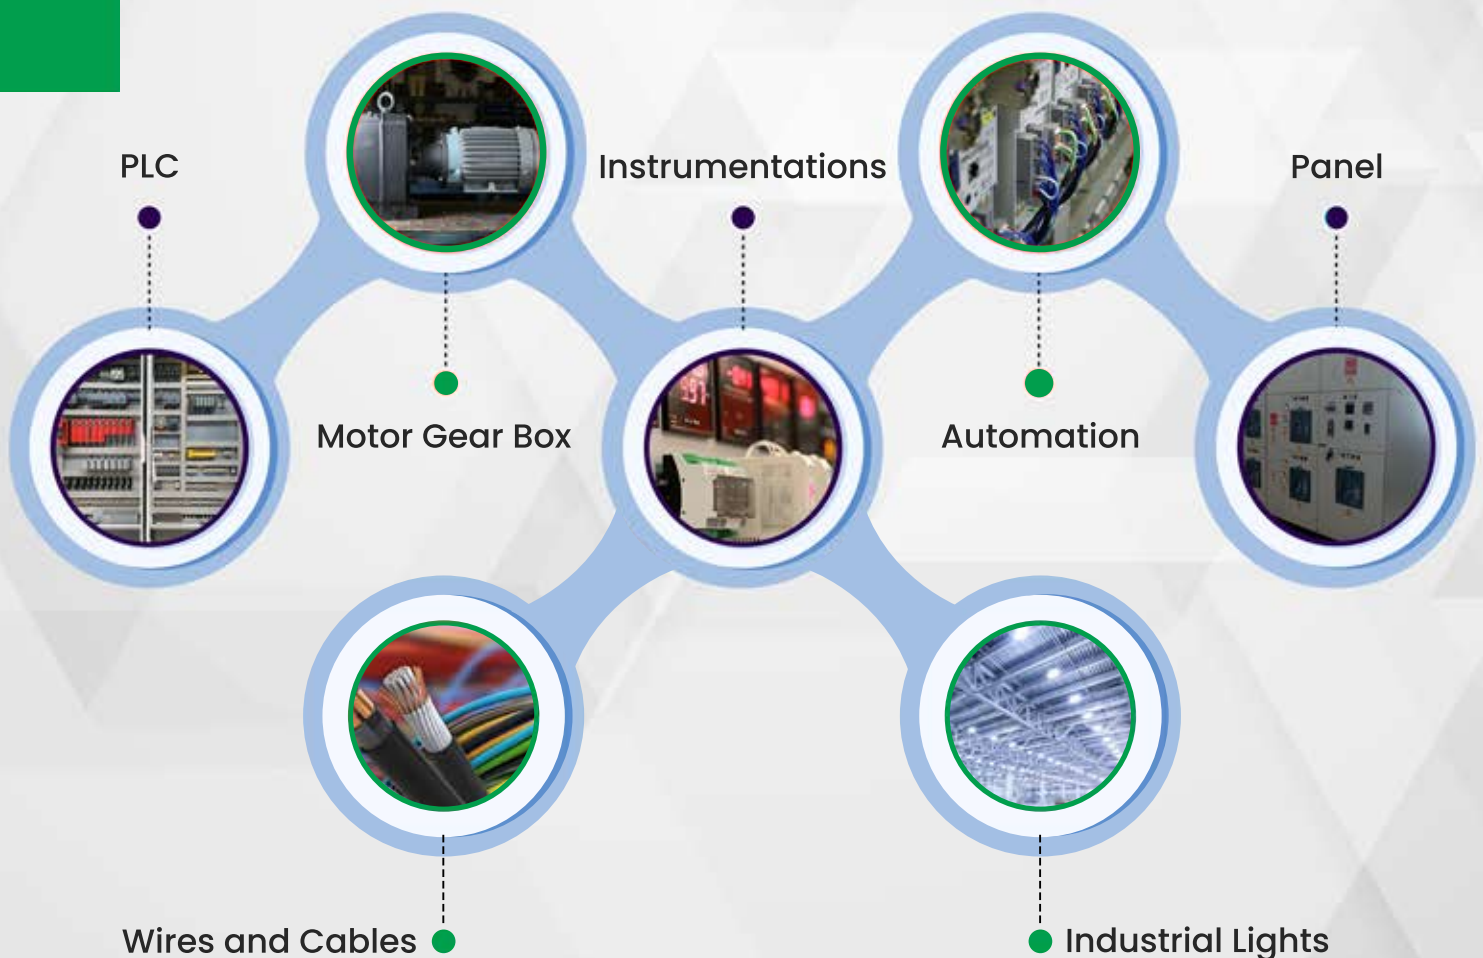 PLC
Instrumentations
Panel
Motor Gear Box
Automation
Wires and Cables
Industrial Lights